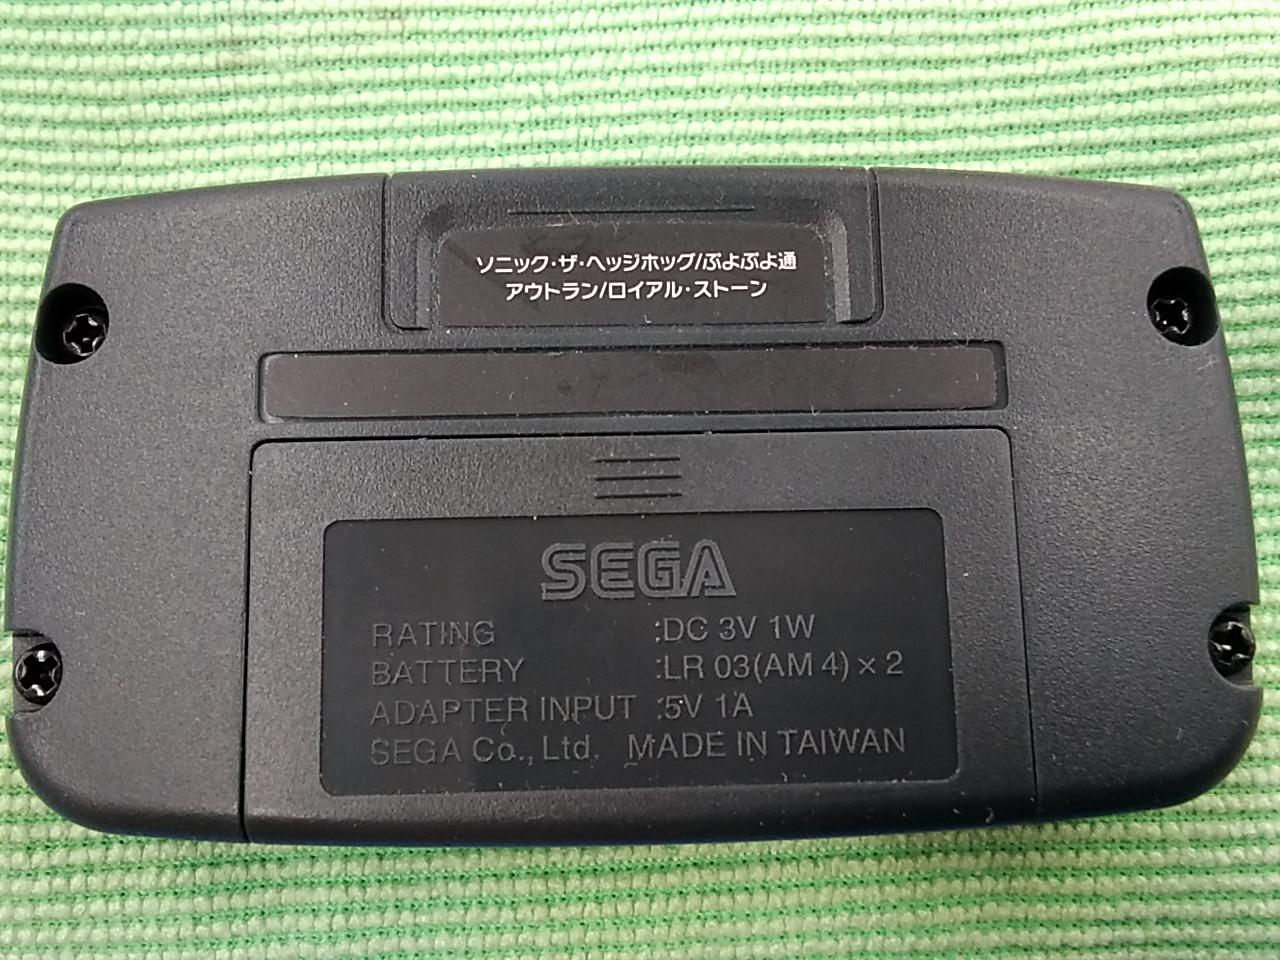 ソニック・ザ・ヘッジホッグ/ぷよぷよ通
アウトラン/ロイアル・ストーン
SEGA
RATING :DC 3V 1W
BATTERY :LR 03(AM 4) × 2
ADAPTER INPUT :5V 1A
SEGA Co., Ltd. MADE IN TAIWAN